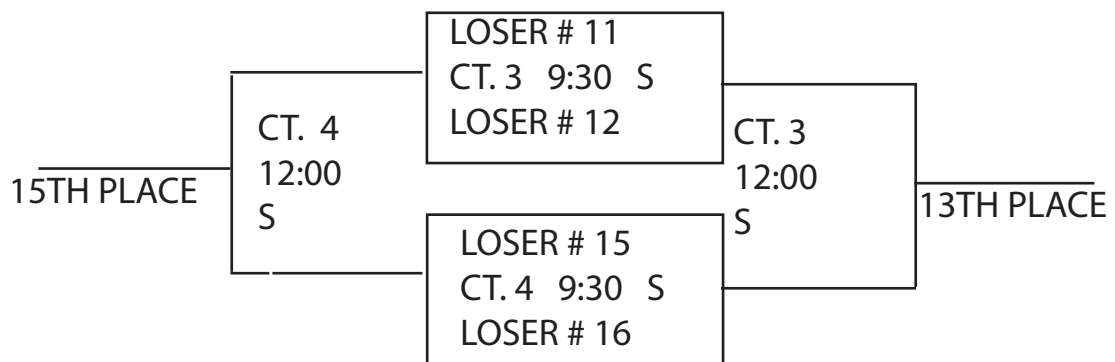 LOSER # 11
CT. 3 9:30 S
LOSER # 12
CT. 4
12:00
S
15TH PLACE
CT. 3
12:00
S
13TH PLACE
LOSER # 15
CT. 4 9:30 S
LOSER # 16